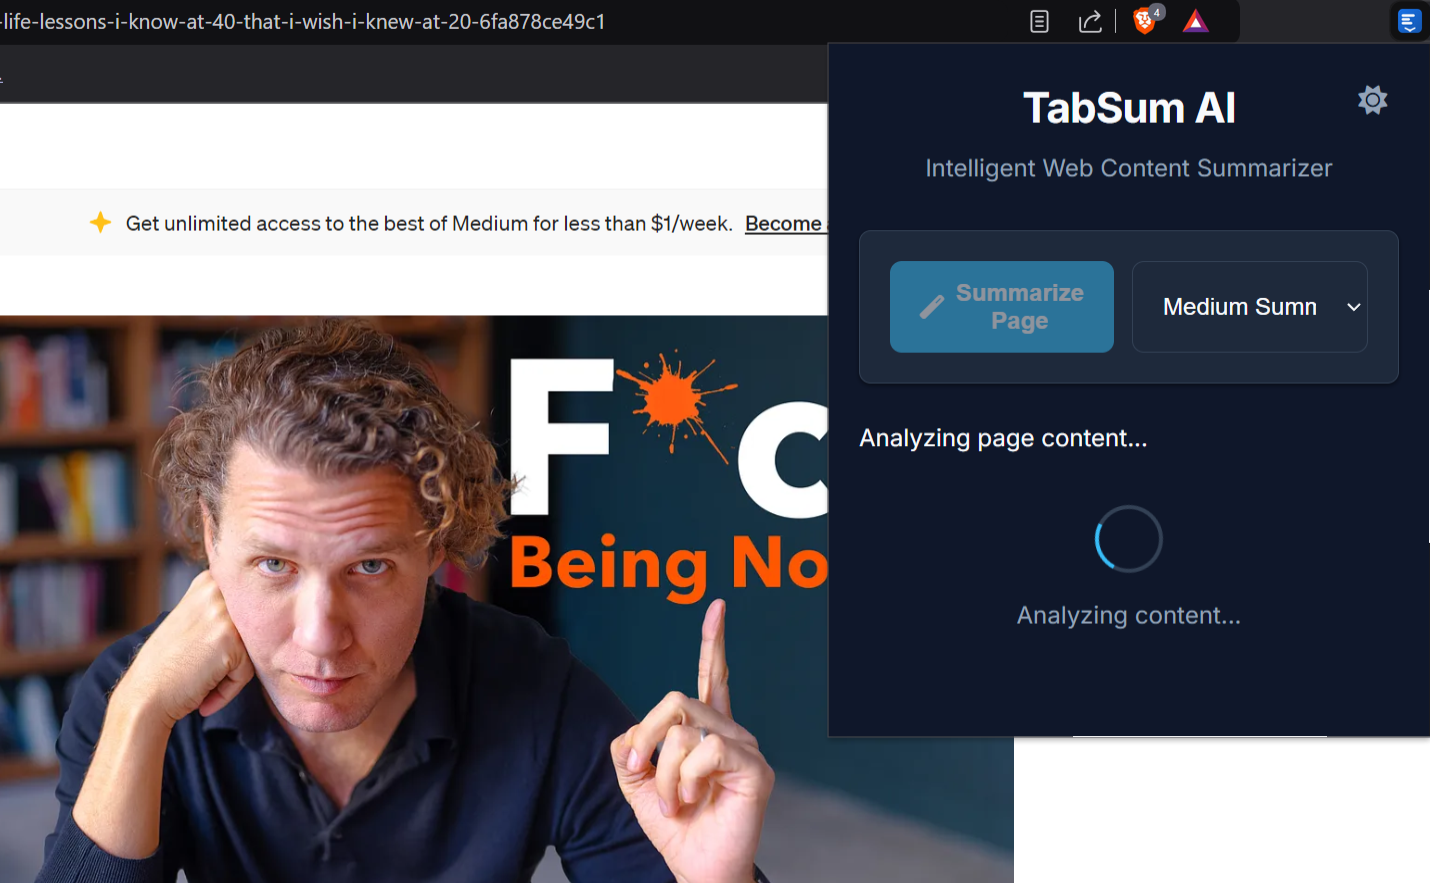 -life-lessons-i-know-at-40-that-i-wish-i-knew-at-20-6fa878ce49c1
4
Get unlimited access to the best of Medium for less than $1/week. Become
F*c
Being No
TabSum AI
Intelligent Web Content Summarizer
Summarize
Page
Medium Sumn
Analyzing page content...
Analyzing content...